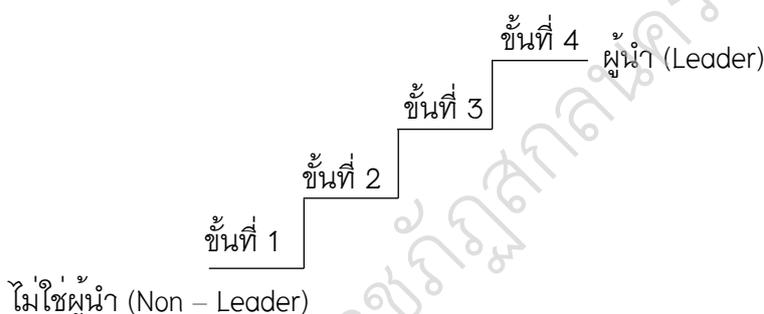 ขั้นที่ 4
ผู้นำ (Leader)
ขั้นที่ 3
ขั้นที่ 2
ขั้นที่ 1
ไม่ใช่ผู้นำ (Non – Leader)